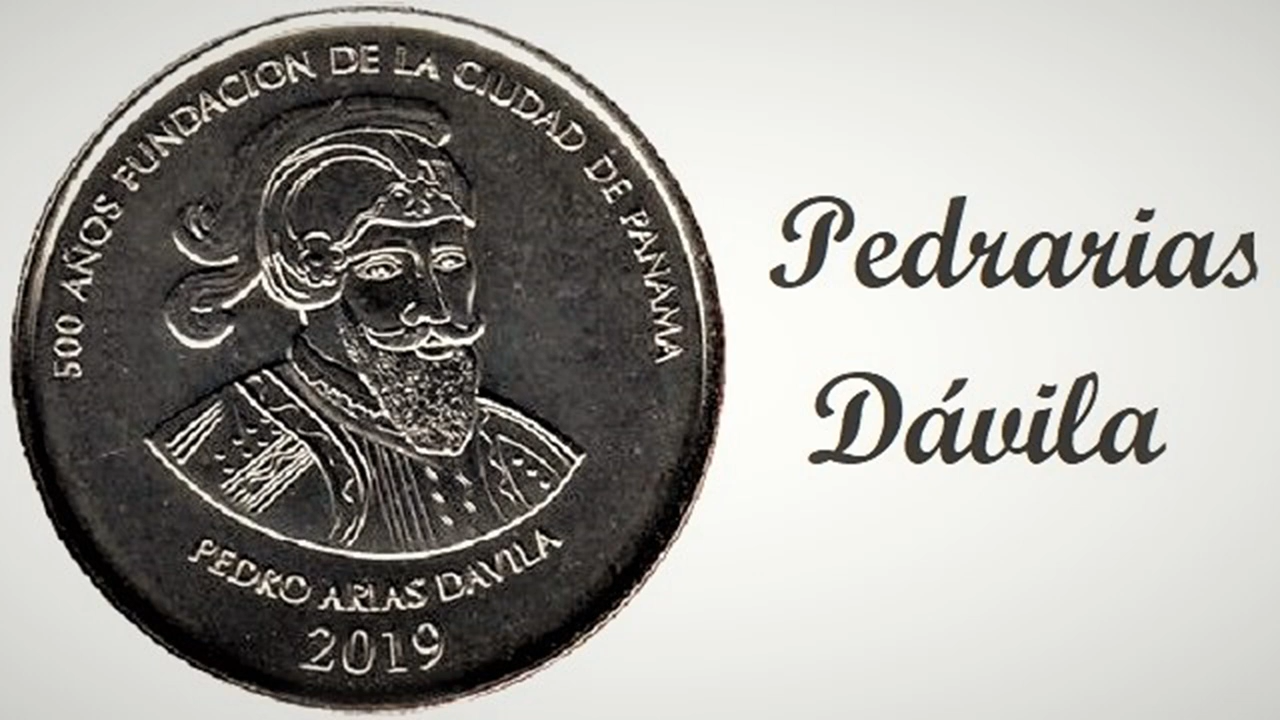 500 AÑOS FUNDACION DE LA CIUDAD DE PANAMA
PEDRO ARIAS DAVILA
2019
Pedrarias
Dávila